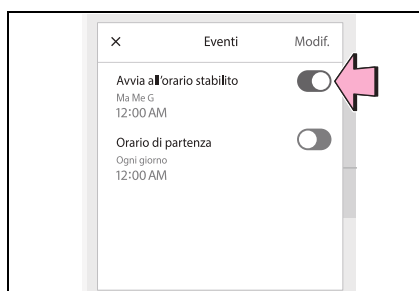 × Eventi Modif.
Avvia all'orario stabilito
Ma Me G
12:00 AM
Orario di partenza
Ogni giorno
12:00 AM